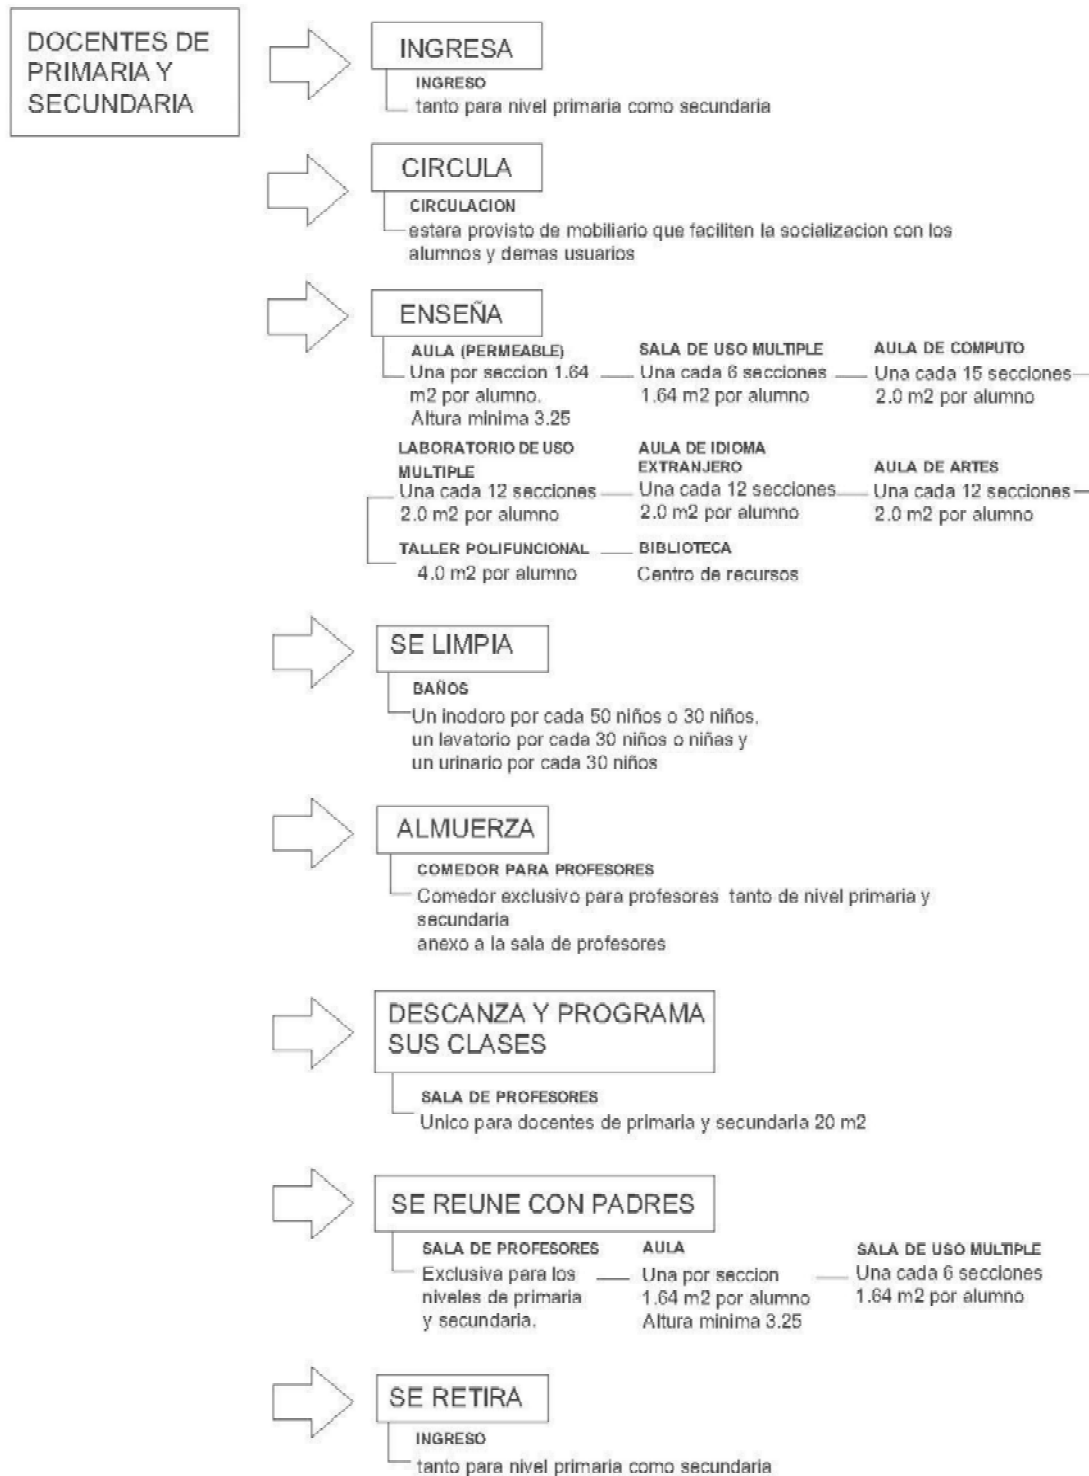 DOCENTES DE
PRIMARIA Y
SECUNDARIA
INGRESA
INGRESO
tanto para nivel primaria como secundaria
CIRCULA
CIRCULACION
estara provisto de mobiliario que faciliten la socializacion con los
alumnos y demas usuarios
ENSEÑA
AULA (PERMEABLE)
Una por seccion 1.64
m2 por alumno.
Altura minima 3.25
SALA DE USO MULTIPLE
Una cada 6 secciones
1.64 m2 por alumno
AULA DE COMPUTO
Una cada 15 secciones
2.0 m2 por alumno
LABORATORIO DE USO
MULTIPLE
Una cada 12 secciones
2.0 m2 por alumno
AULA DE IDIOMA
EXTRANJERO
Una cada 12 secciones
2.0 m2 por alumno
AULA DE ARTES
Una cada 12 secciones
2.0 m2 por alumno
TALLER POLIFUNCIONAL
4.0 m2 por alumno
BIBLIOTECA
Centro de recursos
SE LIMPIA
BAÑOS
Un inodoro por cada 50 niños o 30 niños,
un lavatorio por cada 30 niños o niñas y
un urinario por cada 30 niños
ALMUERZA
COMEDOR PARA PROFESORES
Comedor exclusivo para profesores tanto de nivel primaria y
secundaria
anexo a la sala de profesores
DESCANZA Y PROGRAMA
SUS CLASES
SALA DE PROFESORES
Unico para docentes de primaria y secundaria 20 m2
SE REUNE CON PADRES
SALA DE PROFESORES
Exclusiva para los
niveles de primaria
y secundaria.
AULA
Una por seccion
1.64 m2 por alumno
Altura minima 3.25
SALA DE USO MULTIPLE
Una cada 6 secciones
1.64 m2 por alumno
SE RETIRA
INGRESO
tanto para nivel primaria como secundaria